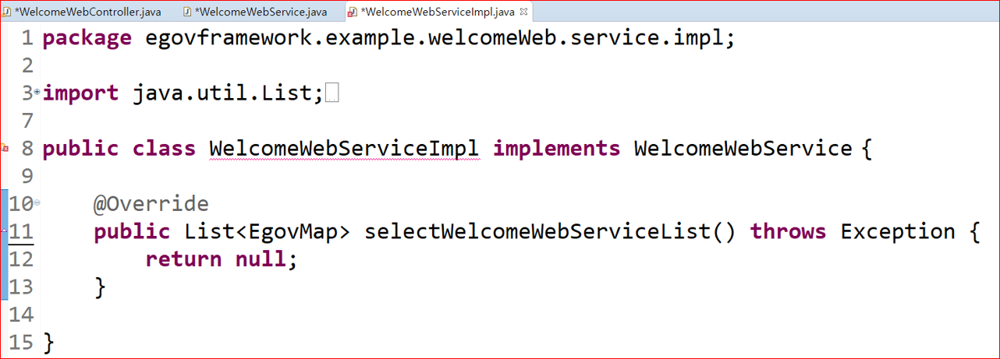 *WelcomeWebController.java *WelcomeWebService.java *WelcomeWebServiceImpl.java
1 package egovframework.example.welcomeWeb.service.impl;
2
3 import java.util.List;
7
8 public class WelcomeWebServiceImpl implements WelcomeWebService {
9
10 @Override
11 public List<EgovMap> selectWelcomeWebServiceList() throws Exception {
12 return null;
13 }
14
15 }